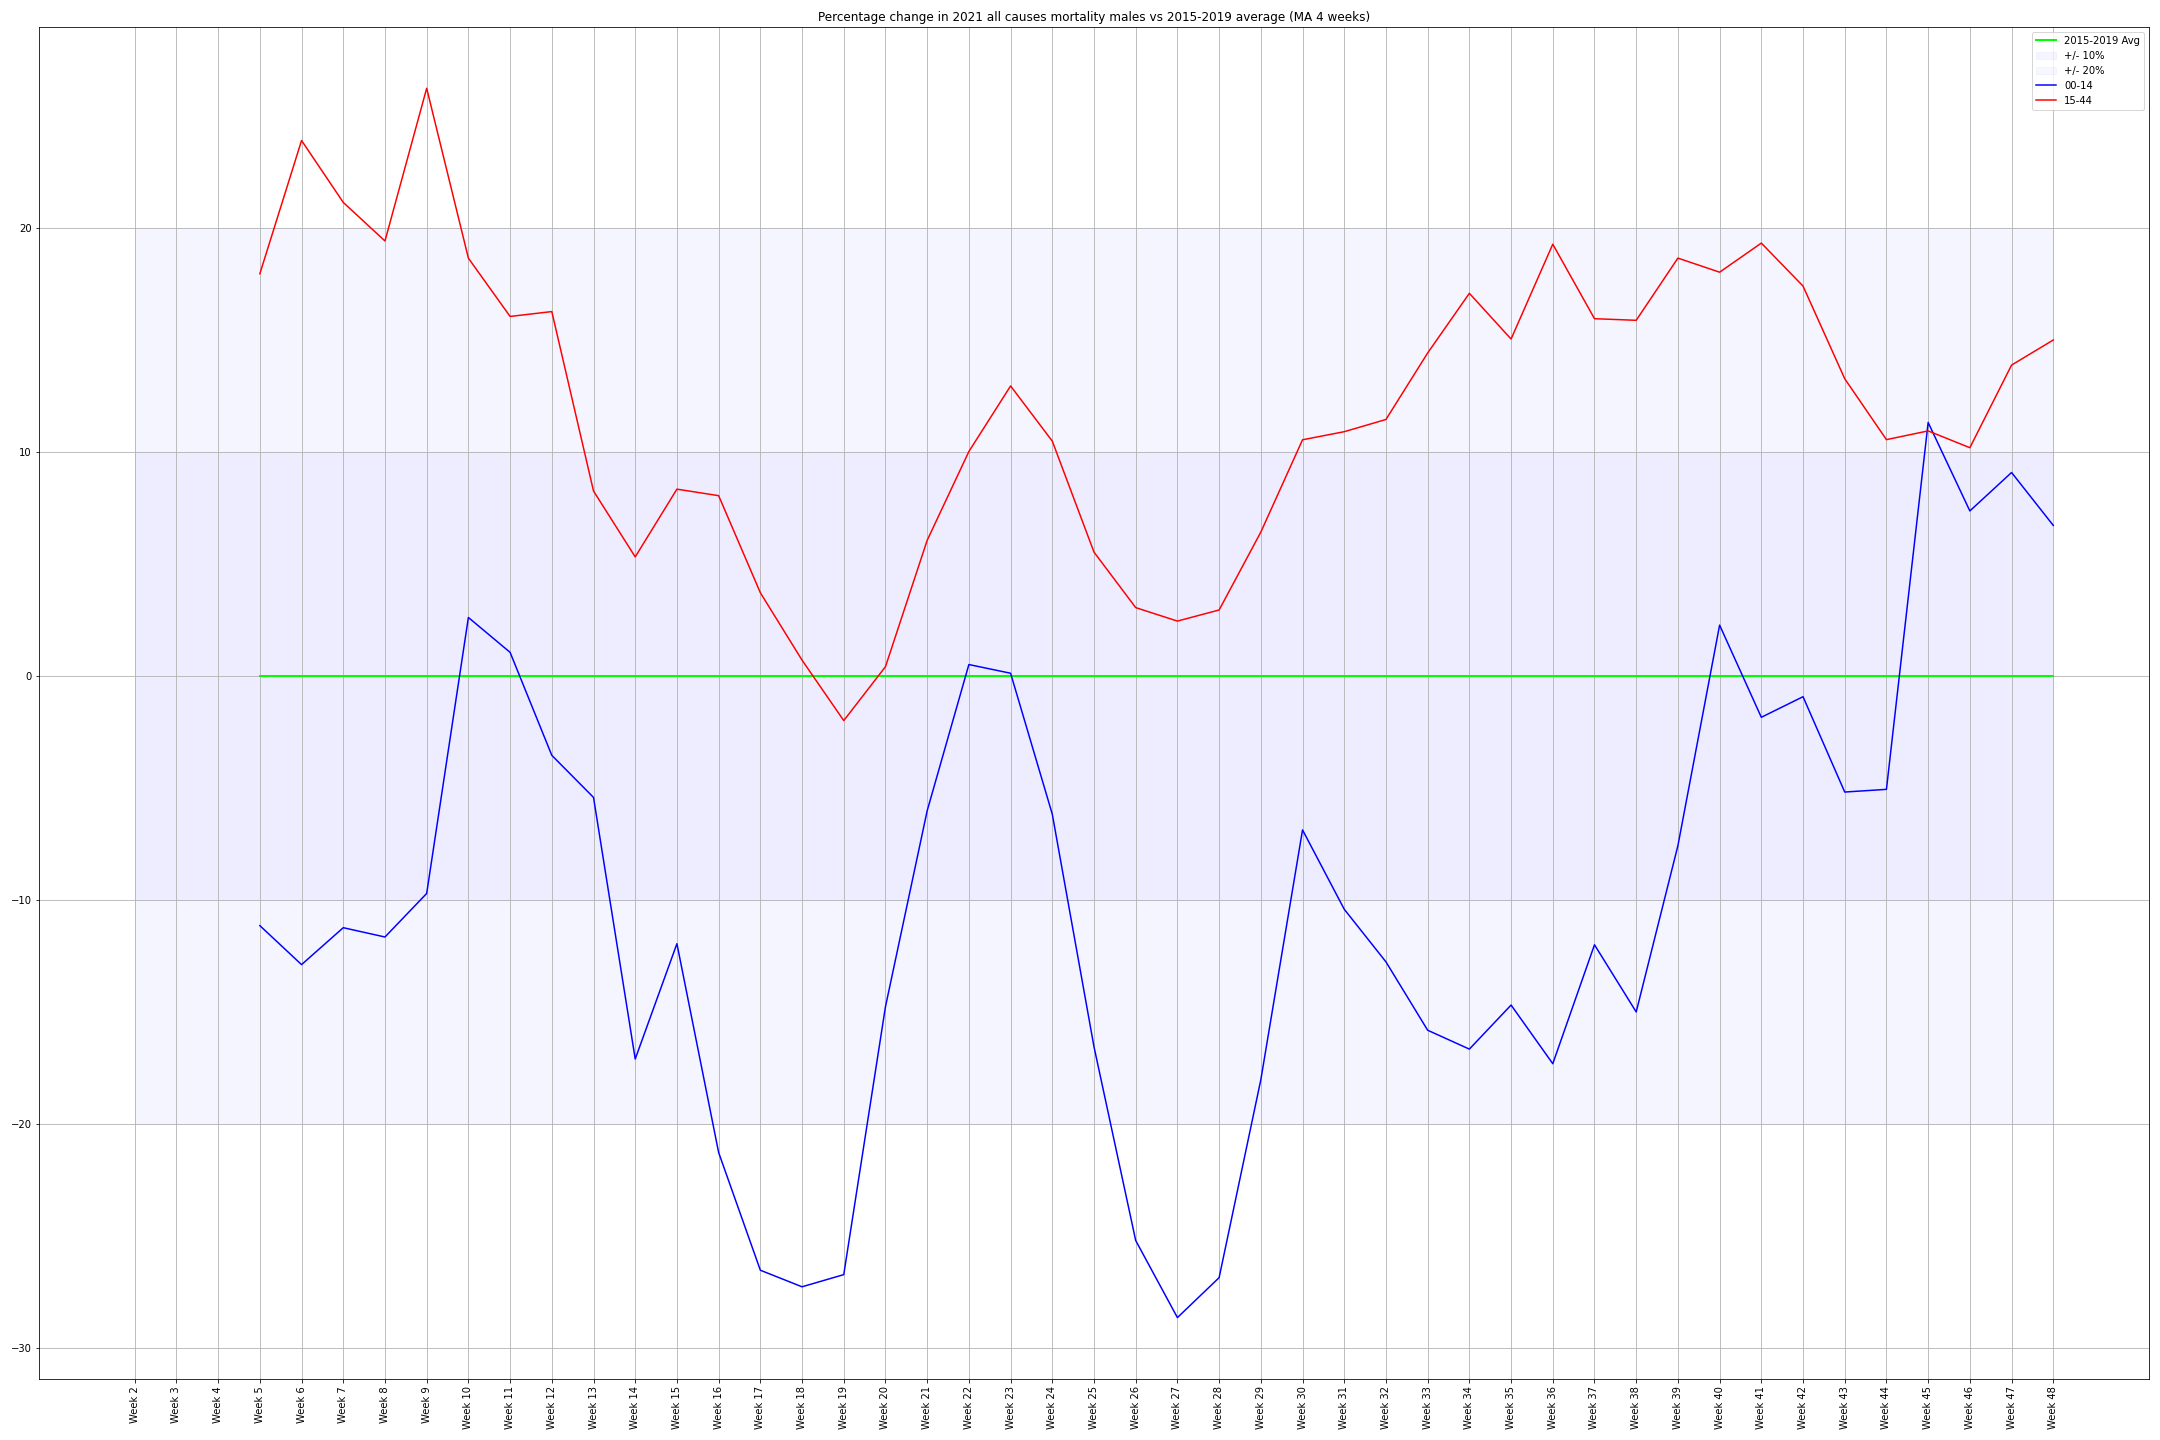 Percentage change in 2021 all causes mortality males vs 2015-2019 average (MA 4 weeks)
2015-2019 Avg
+/- 10%
+/- 20%
00-14
15-44
20
10
0
−10
−20
−30
Week 2
Week 3
Week 4
Week 5
Week 6
Week 7
Week 8
Week 9
Week 10
Week 11
Week 12
Week 13
Week 14
Week 15
Week 16
Week 17
Week 18
Week 19
Week 20
Week 21
Week 22
Week 23
Week 24
Week 25
Week 26
Week 27
Week 28
Week 29
Week 30
Week 31
Week 32
Week 33
Week 34
Week 35
Week 36
Week 37
Week 38
Week 39
Week 40
Week 41
Week 42
Week 43
Week 44
Week 45
Week 46
Week 47
Week 48